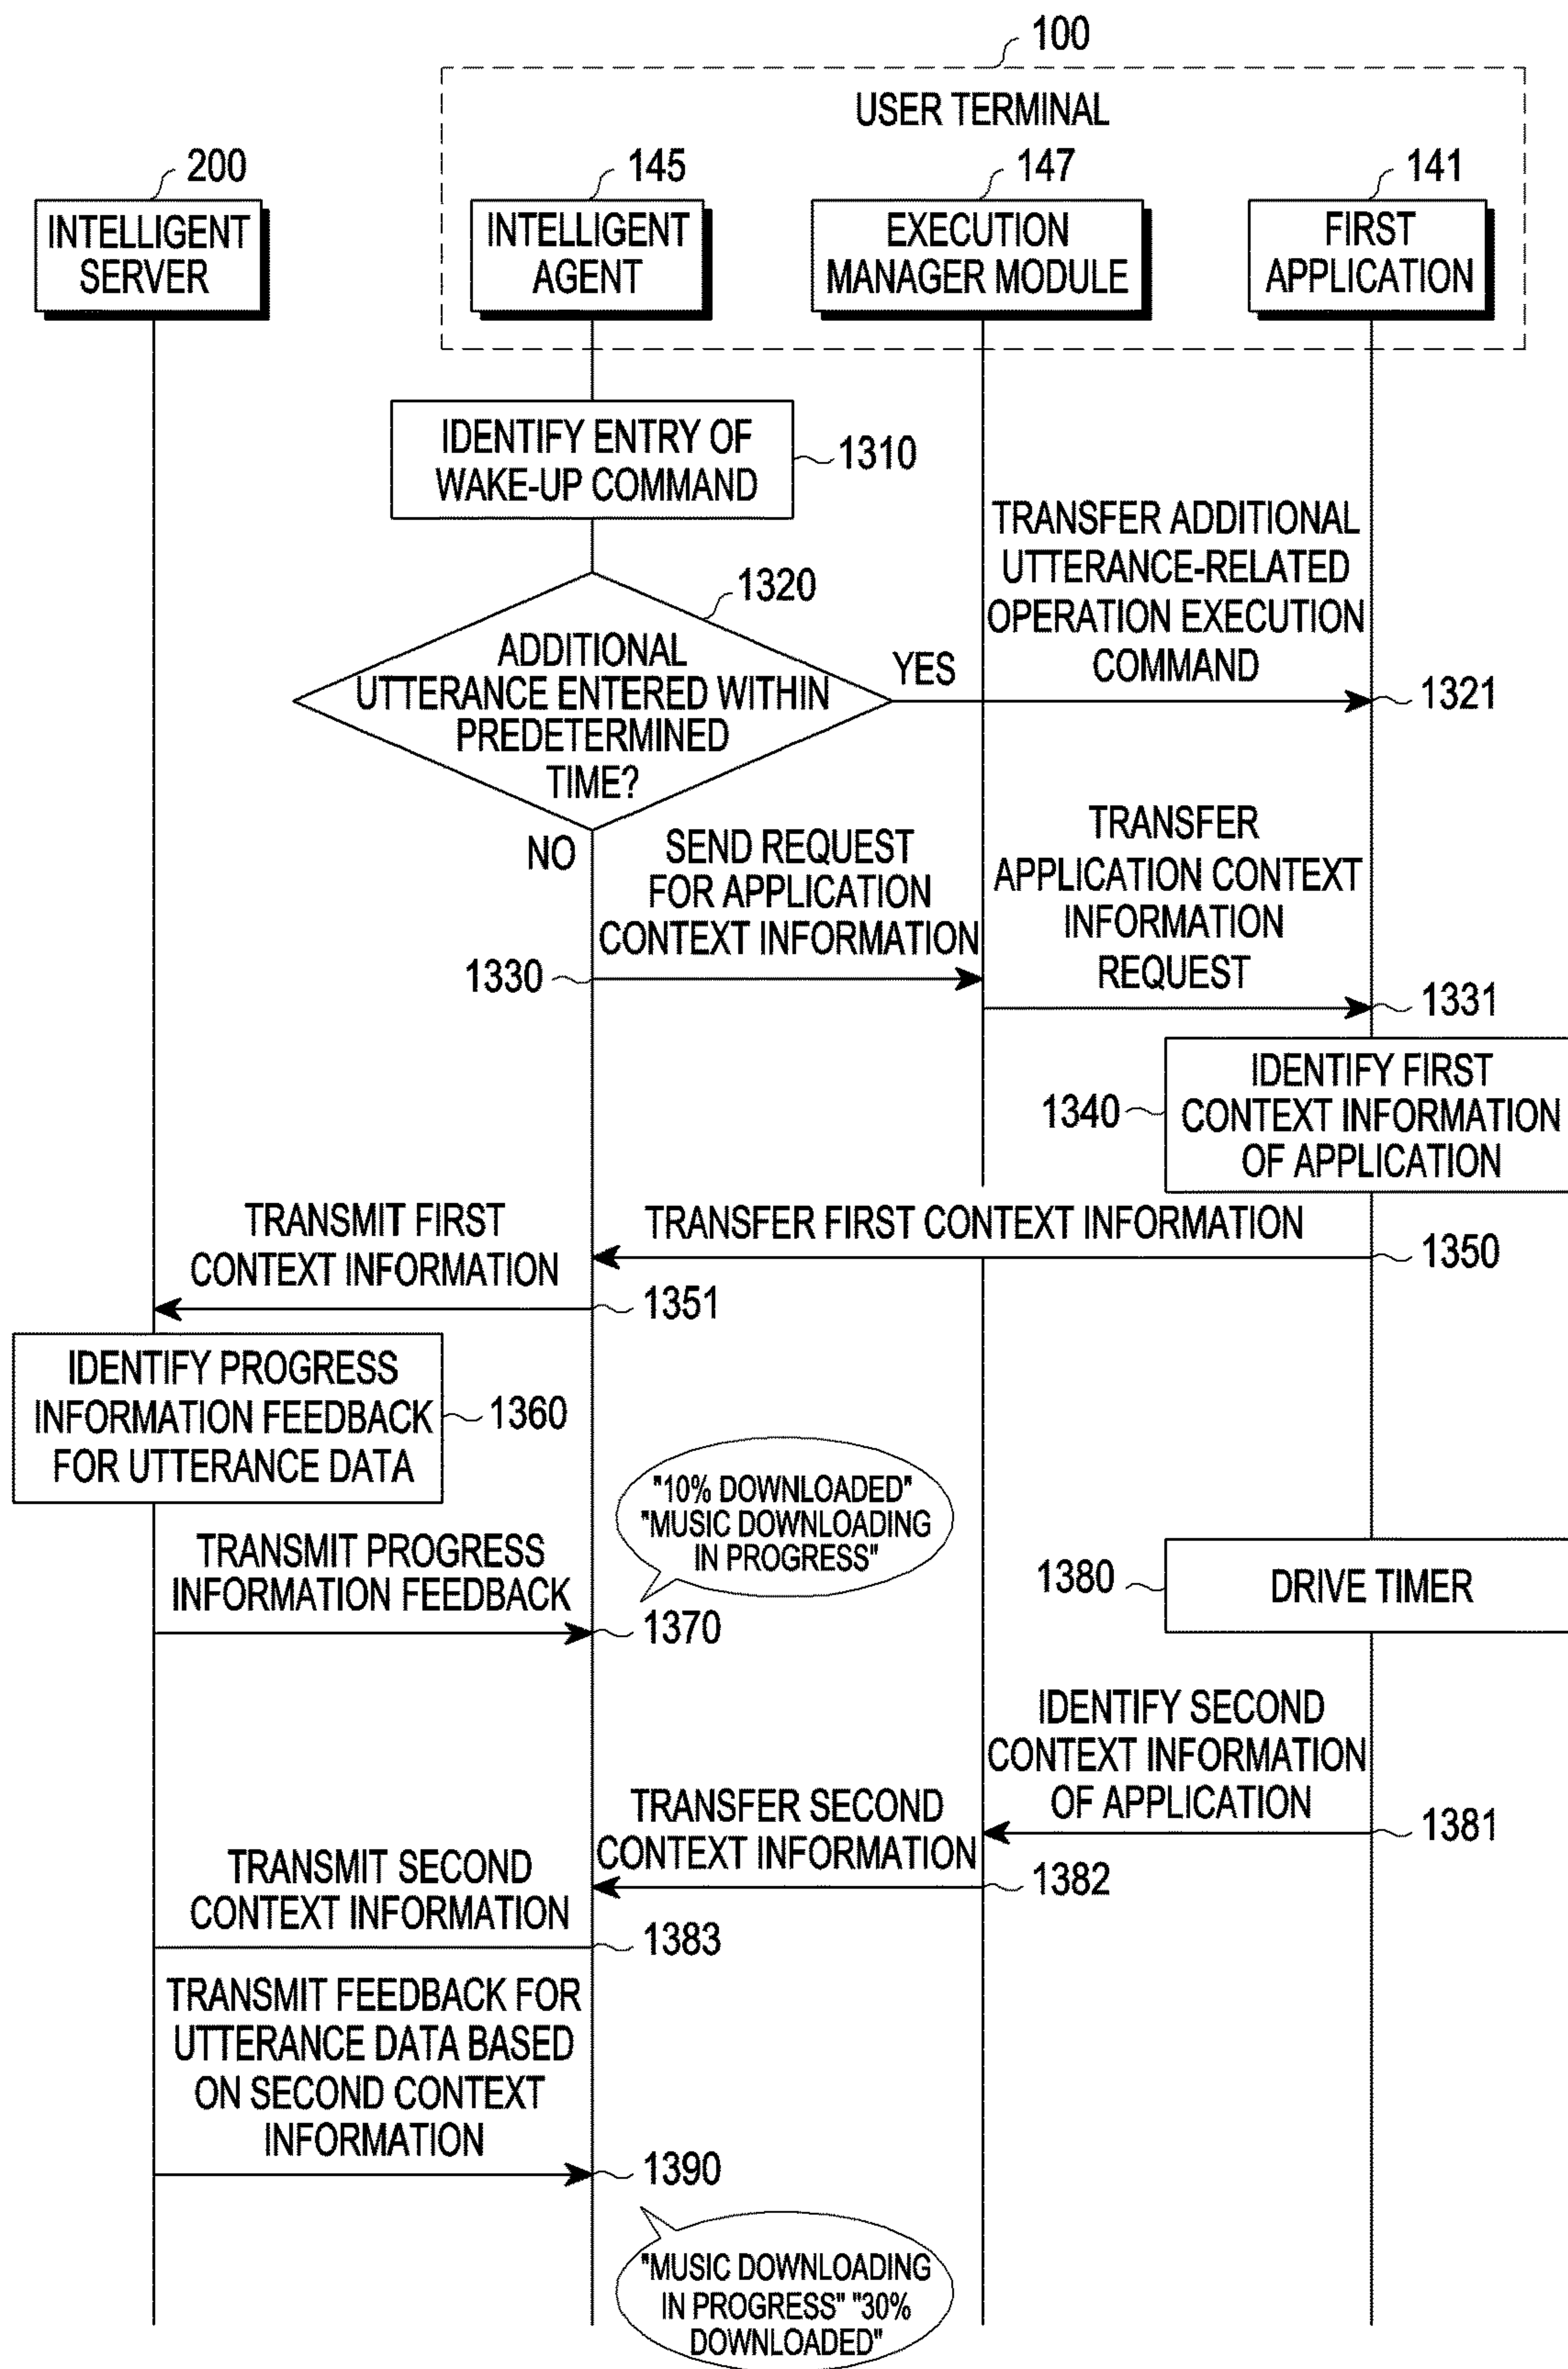 100
USER TERMINAL
200
145
147
141
INTELLIGENT
SERVER
INTELLIGENT
AGENT
EXECUTION
MANAGER MODULE
FIRST
APPLICATION
IDENTIFY ENTRY OF
WAKE-UP COMMAND
1310
TRANSFER ADDITIONAL
UTTERANCE-RELATED
OPERATION EXECUTION
COMMAND
1320
ADDITIONAL
UTTERANCE ENTERED WITHIN
PREDETERMINED
TIME?
YES
1321
NO
SEND REQUEST
FOR APPLICATION
CONTEXT INFORMATION
1330
TRANSFER
APPLICATION CONTEXT
INFORMATION
REQUEST
1331
IDENTIFY FIRST
CONTEXT INFORMATION
OF APPLICATION
1340
TRANSFER FIRST CONTEXT INFORMATION
1350
TRANSMIT FIRST
CONTEXT INFORMATION
1351
IDENTIFY PROGRESS
INFORMATION FEEDBACK
FOR UTTERANCE DATA
1360
"10% DOWNLOADED"
"MUSIC DOWNLOADING
IN PROGRESS"
TRANSMIT PROGRESS
INFORMATION FEEDBACK
1370
1380
DRIVE TIMER
IDENTIFY SECOND
CONTEXT INFORMATION
OF APPLICATION
1381
TRANSFER SECOND
CONTEXT INFORMATION
1382
TRANSMIT SECOND
CONTEXT INFORMATION
1383
TRANSMIT FEEDBACK FOR
UTTERANCE DATA BASED
ON SECOND CONTEXT
INFORMATION
1390
"MUSIC DOWNLOADING
IN PROGRESS" "30%
DOWNLOADED"